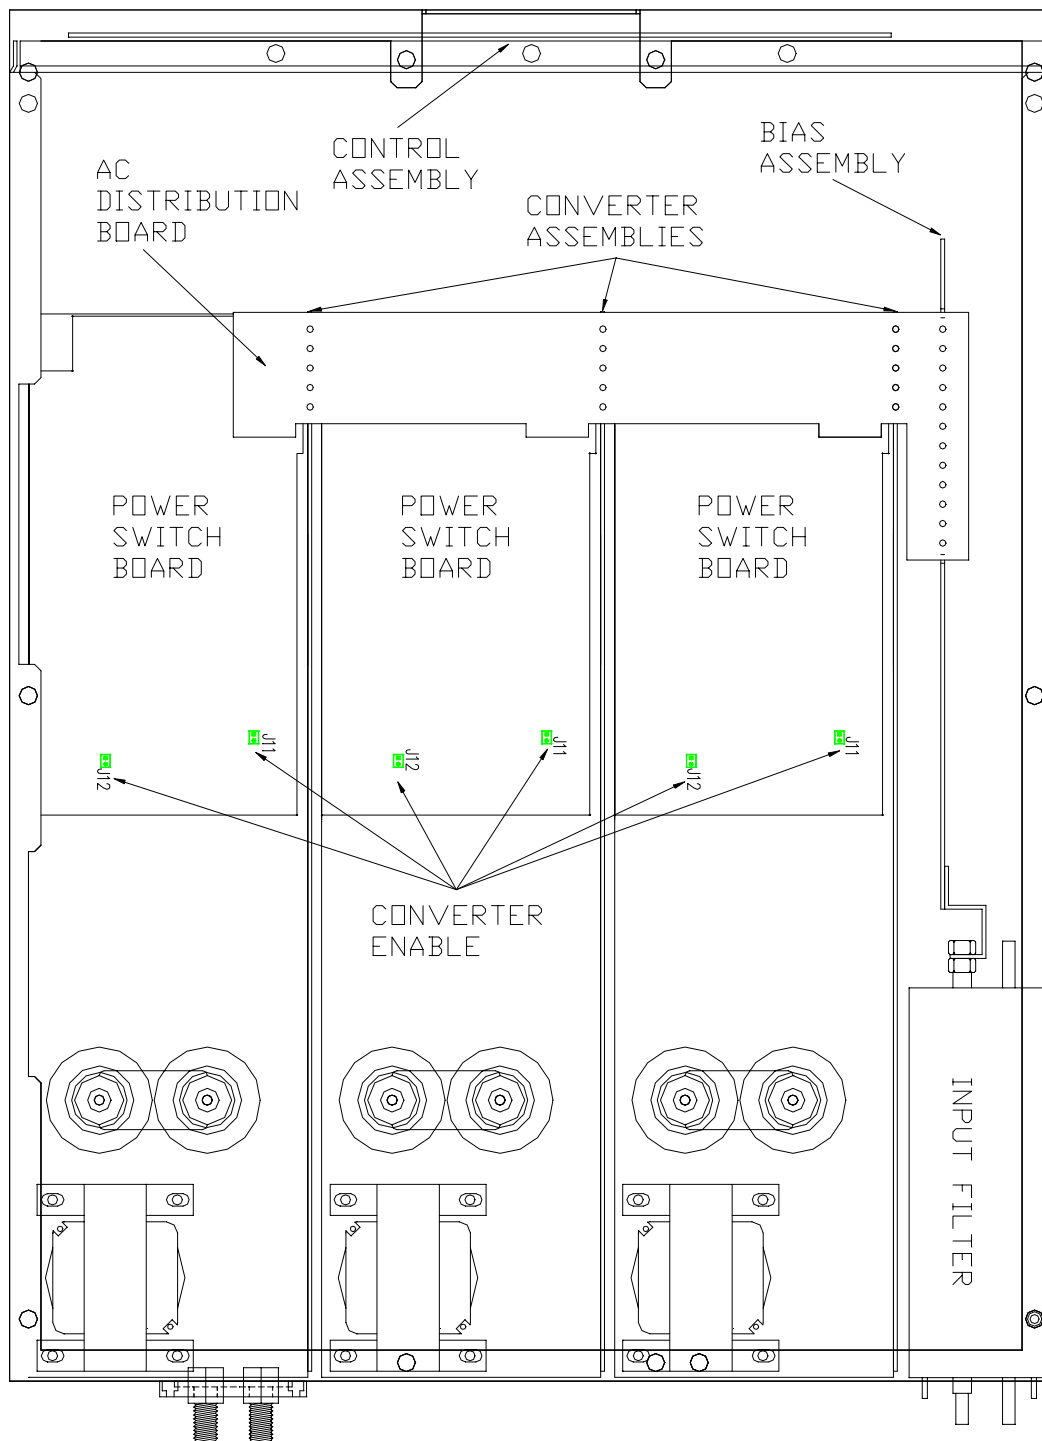 CONTROL
ASSEMBLY
BIAS
ASSEMBLY
AC
DISTRIBUTION
BOARD
CONVERTER
ASSEMBLIES
POWER
SWITCH
BOARD
POWER
SWITCH
BOARD
POWER
SWITCH
BOARD
J11
J12
J11
J12
J11
J12
CONVERTER
ENABLE
INPUT FILTER